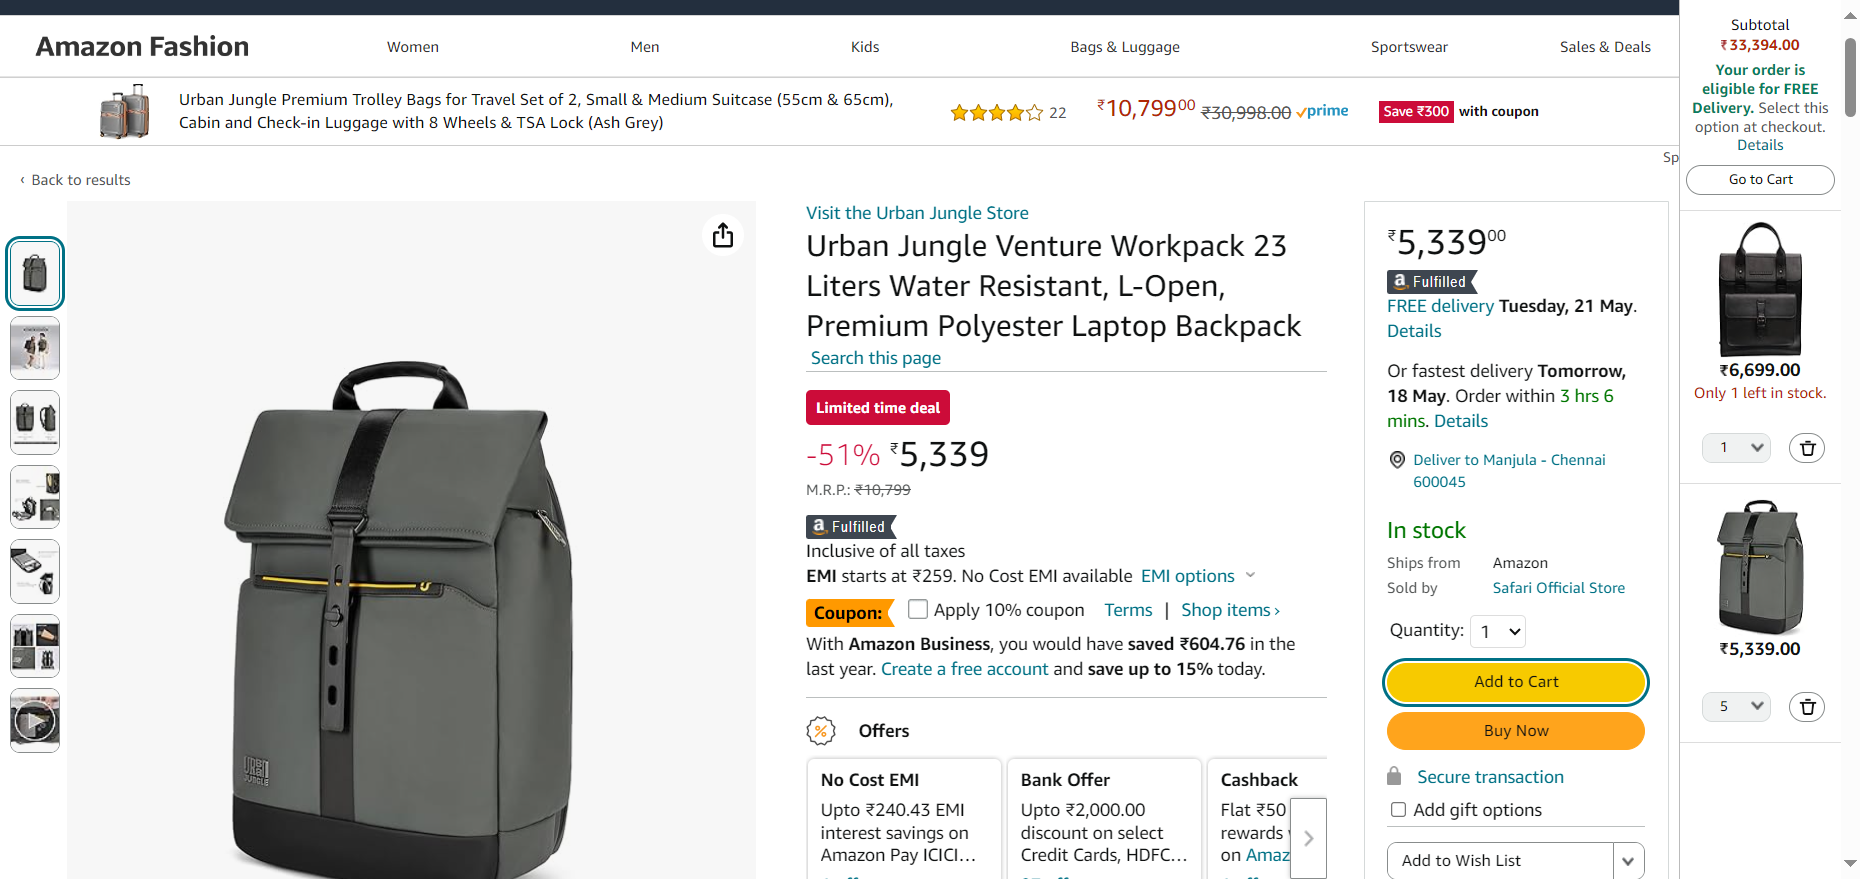 Amazon Fashion
Women
Men
Kids
Bags & Luggage
Sportswear
Sales & Deals
Urban Jungle Premium Trolley Bags for Travel Set of 2, Small & Medium Suitcase (55cm & 65cm),
Cabin and Check-in Luggage with 8 Wheels & TSA Lock (Ash Grey)
22
₹10,79900 ₹30,998.00 prime
Save ₹300 with coupon
Sp
‹ Back to results
Visit the Urban Jungle Store
Urban Jungle Venture Workpack 23
Liters Water Resistant, L-Open,
Premium Polyester Laptop Backpack
Search this page
Limited time deal
-51% ₹5,339
M.R.P.: ₹10,799
a Fulfilled
Inclusive of all taxes
EMI starts at ₹259. No Cost EMI available EMI options
Coupon: Apply 10% coupon Terms | Shop items ›
With Amazon Business, you would have saved ₹604.76 in the
last year. Create a free account and save up to 15% today.
% Offers
No Cost EMI
Upto ₹240.43 EMI
interest savings on
Amazon Pay ICICI…
Bank Offer
Upto ₹2,000.00
discount on select
Credit Cards, HDFC…
Cashback
Flat ₹50
rewards
on Amaz
URBAN
JUNGLE
₹5,33900
a Fulfilled
FREE delivery Tuesday, 21 May.
Details
Or fastest delivery Tomorrow,
18 May. Order within 3 hrs 6
mins. Details
Deliver to Manjula - Chennai
600045
In stock
Ships from Amazon
Sold by Safari Official Store
Quantity: 1
Add to Cart
Buy Now
Secure transaction
Add gift options
Add to Wish List
Subtotal
₹33,394.00
Your order is
eligible for FREE
Delivery. Select this
option at checkout.
Details
Go to Cart
₹6,699.00
Only 1 left in stock.
1
₹5,339.00
5